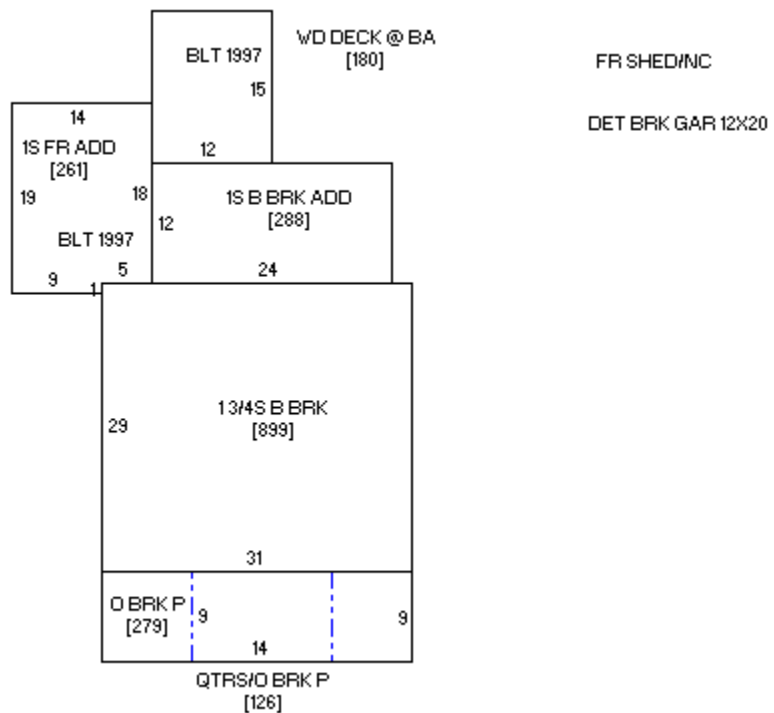 WD DECK @ BA
[180]
BLT 1997
15
12
FR SHED/NC
DET BRK GAR 12X20
14
1S FR ADD
[261]
19
18
BLT 1997
9
5
1
1S B BRK ADD
[288]
12
24
1 3/4S B BRK
[899]
29
31
O BRK P
[279]
9
14
9
QTRS/O BRK P
[126]